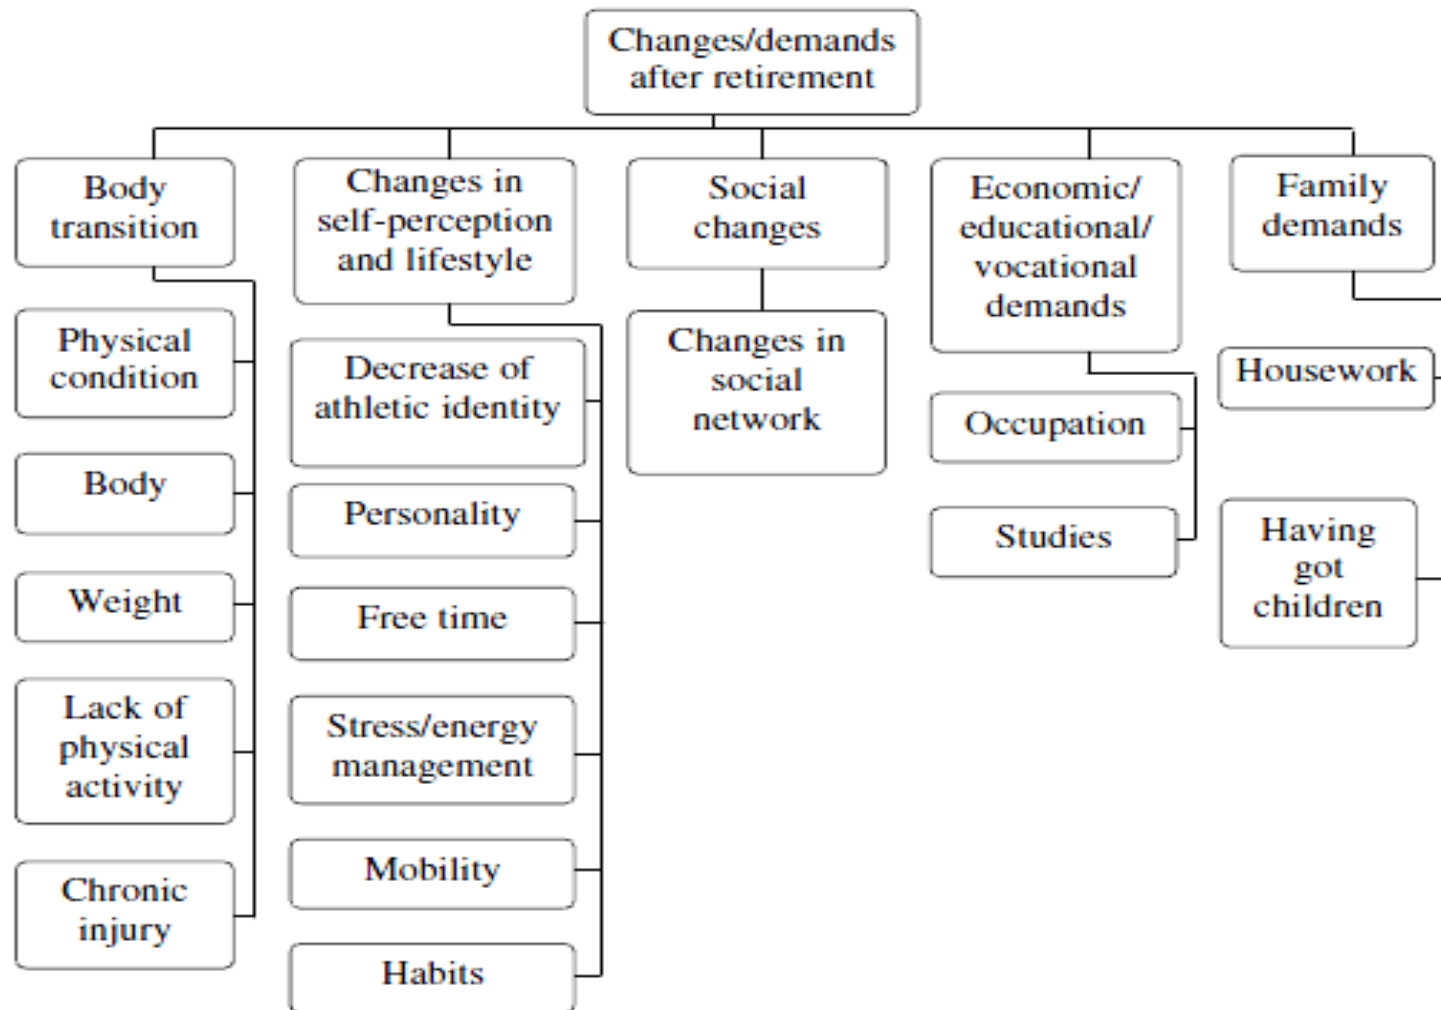 Changes/demands
after retirement
Body
transition
Physical
condition
Body
Weight
Lack of
physical
activity
Chronic
injury
Changes in
self-perception
and lifestyle
Decrease of
athletic identity
Personality
Free time
Stress/energy
management
Mobility
Habits
Social
changes
Changes in
social
network
Economic/
educational/
vocational
demands
Occupation
Studies
Family
demands
Housework
Having
got
children